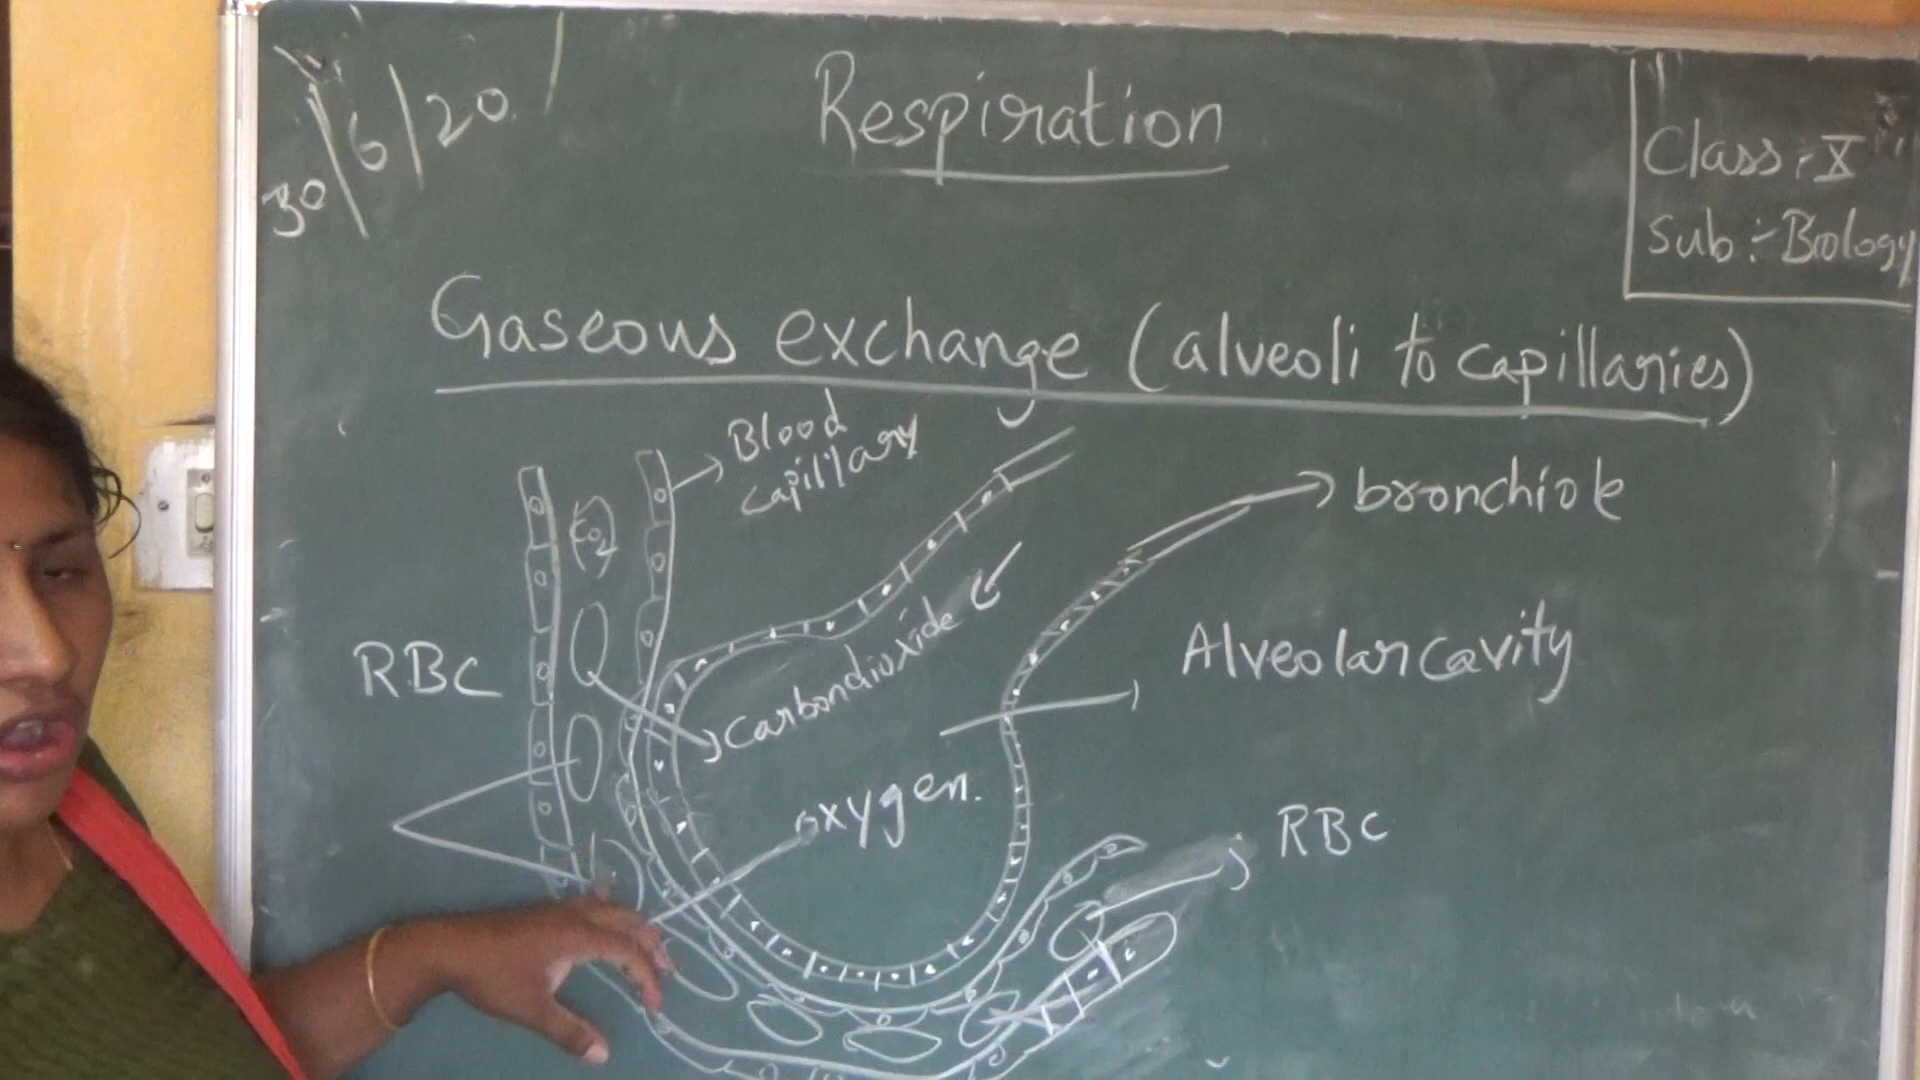 30/6/20
Respiration
Class :- X
Sub :- Biology
Gaseous exchange (alveoli to capillaries)
Blood
capillary
bronchiole
CO2
RBC
Carbondioxide
Alveolar cavity
oxygen.
RBC